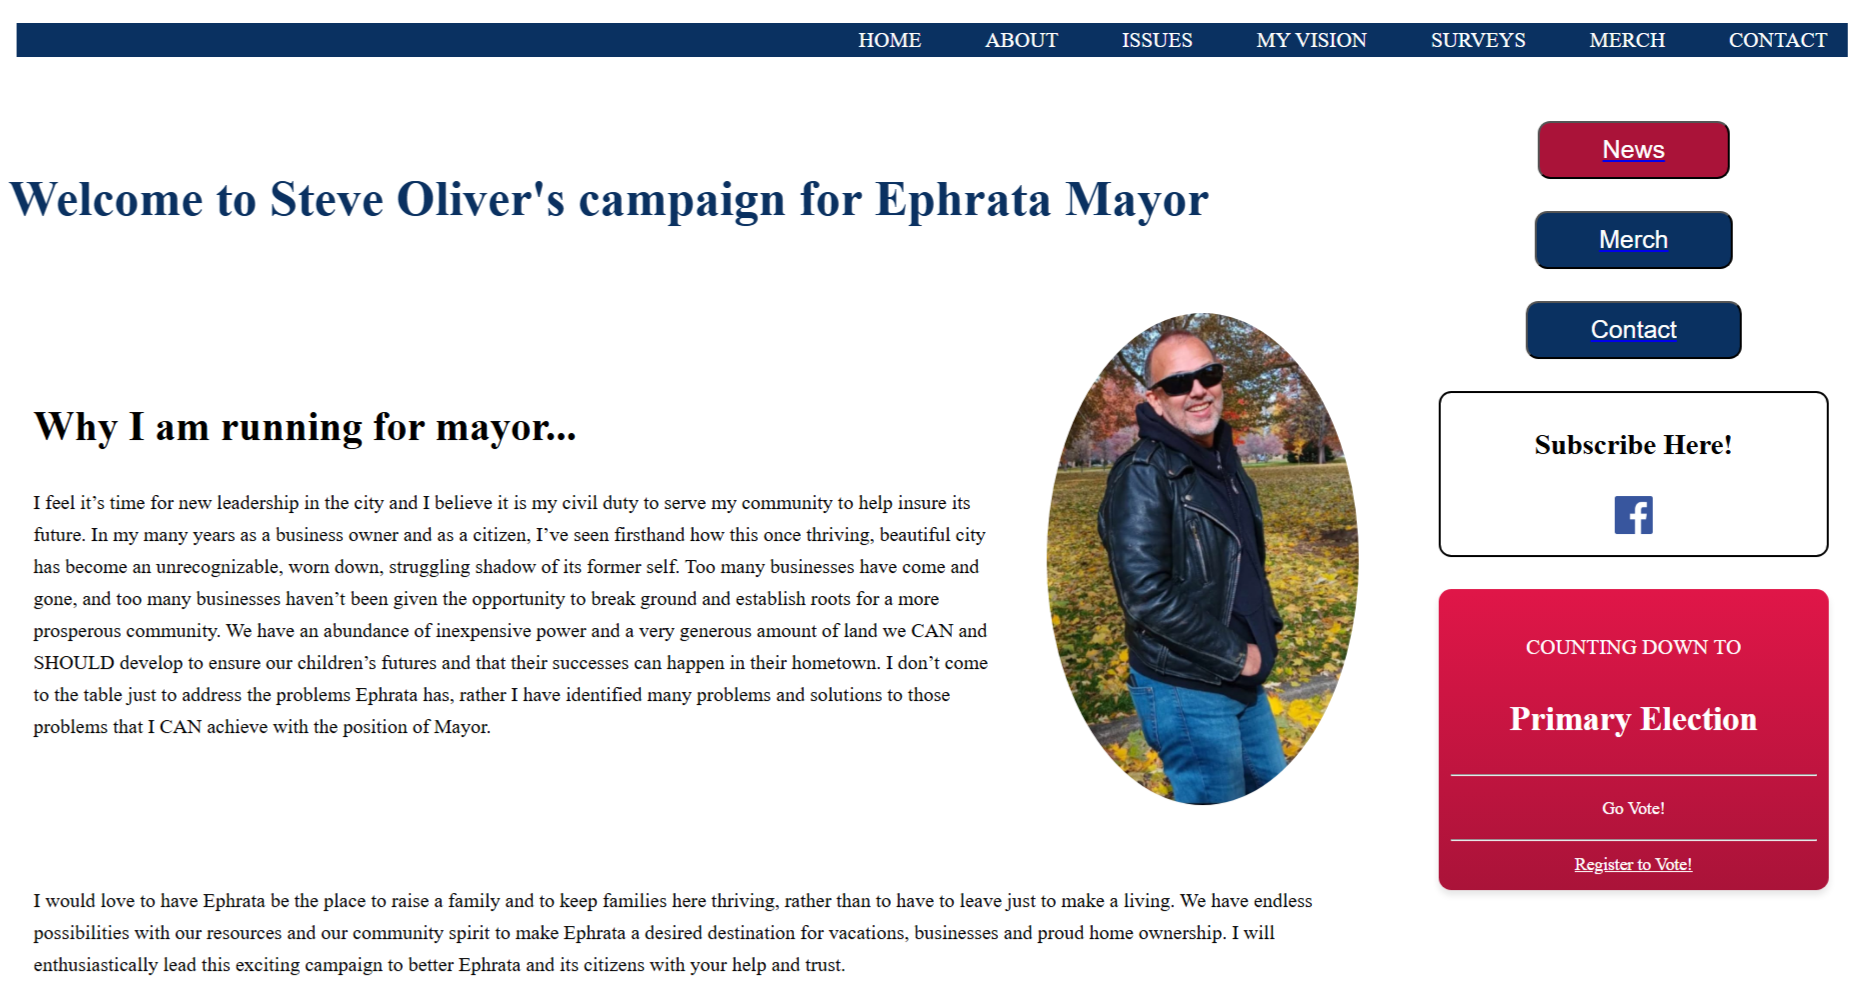 HOME ABOUT ISSUES MY VISION SURVEYS MERCH CONTACT
Welcome to Steve Oliver's campaign for Ephrata Mayor
Why I am running for mayor...
I feel it’s time for new leadership in the city and I believe it is my civil duty to serve my community to help insure its
future. In my many years as a business owner and as a citizen, I’ve seen firsthand how this once thriving, beautiful city
has become an unrecognizable, worn down, struggling shadow of its former self. Too many businesses have come and
gone, and too many businesses haven’t been given the opportunity to break ground and establish roots for a more
prosperous community. We have an abundance of inexpensive power and a very generous amount of land we CAN and
SHOULD develop to ensure our children’s futures and that their successes can happen in their hometown. I don’t come
to the table just to address the problems Ephrata has, rather I have identified many problems and solutions to those
problems that I CAN achieve with the position of Mayor.
I would love to have Ephrata be the place to raise a family and to keep families here thriving, rather than to have to leave just to make a living. We have endless
possibilities with our resources and our community spirit to make Ephrata a desired destination for vacations, businesses and proud home ownership. I will
enthusiastically lead this exciting campaign to better Ephrata and its citizens with your help and trust.
News
Merch
Contact
Subscribe Here!
COUNTING DOWN TO
Primary Election
Go Vote!
Register to Vote!